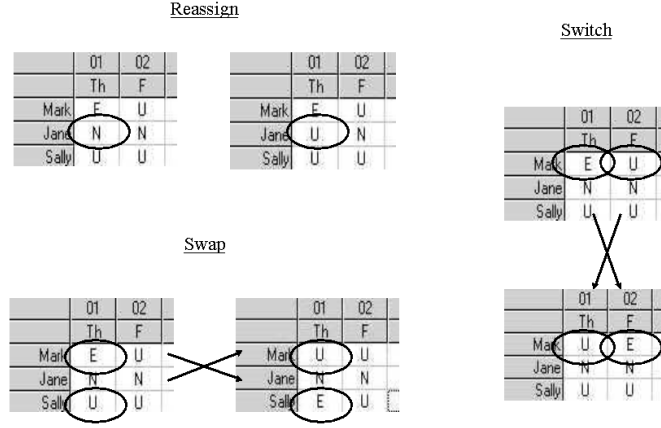 Reassign
01 02
Th F
Mark E U
Jane N N
Sally U U
01 02
Th F
Mark E U
Jane U N
Sally U U
Switch
01 02
Th F
Mark E U
Jane N N
Sally U U
01 02
Th F
Mark U E
Jane N N
Sally U U
Swap
01 02
Th F
Mark E U
Jane N N
Sally U U
01 02
Th F
Mark U U
Jane N N
Sally E U